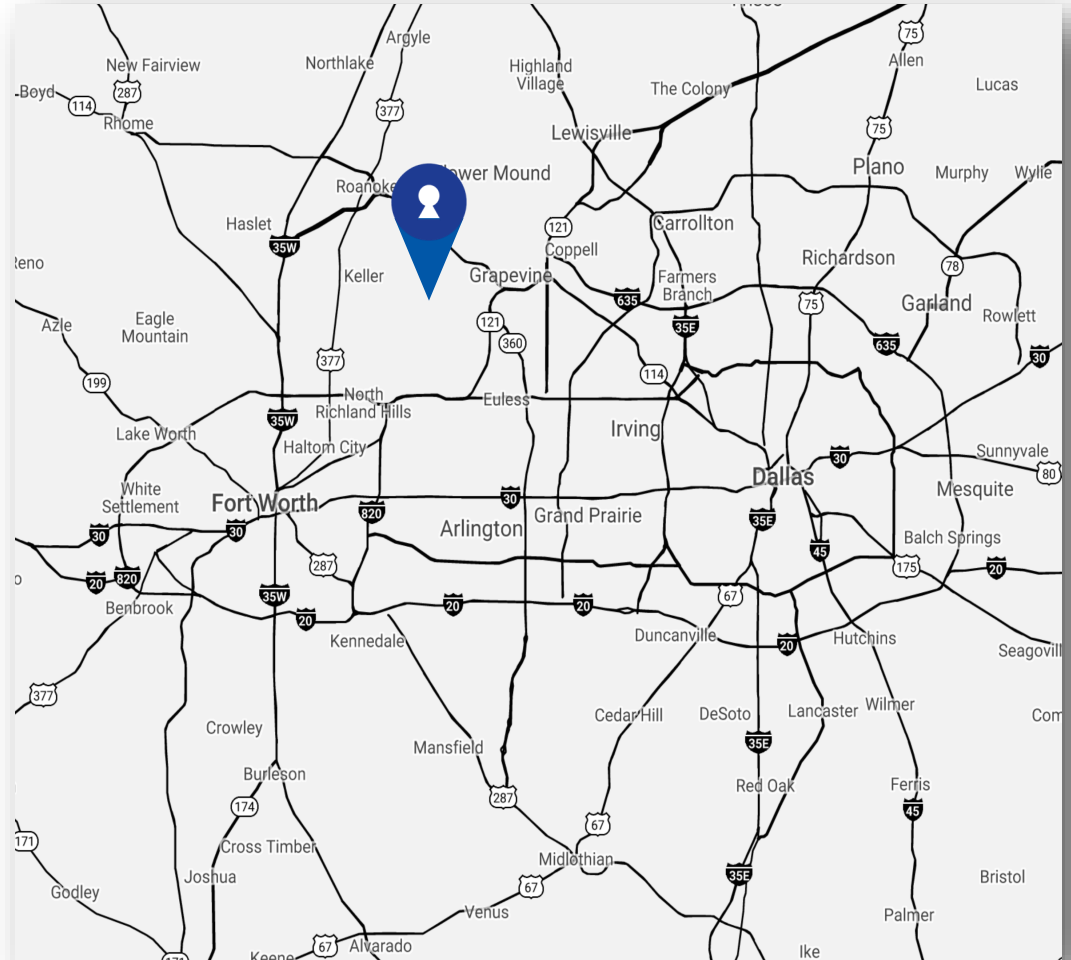 Argyle
75
New Fairview
Northlake
Highland
Village
Allen
Boyd
287
The Colony
Lucas
114
377
Rhome
Lewisville
75
Plano
Roanoke
ower Mound
Murphy
Wylie
Haslet
121
Carrollton
35W
Coppell
Richardson
78
Keller
Grapevine
Farmers
Branch
635
75
Garland
Rowlett
Azle
Eagle
Mountain
121
35E
360
635
30
377
199
114
North
Richland Hills
Euless
35W
Lake Worth
Haltom City
Irving
30
Sunnyvale
80
Dallas
White
Settlement
Fort Worth
30
Mesquite
820
Arlington
Grand Prairie
35E
30
30
Balch Springs
45
287
175
20
20
820
35W
67
Benbrook
20
20
20
Kennedale
Duncanville
20
Hutchins
Seagovill
377
Crowley
Cedar Hill
DeSoto
Lancaster
Wilmer
Com
Mansfield
35E
Burleson
287
Red Oak
Ferris
174
67
45
171
Cross Timber
Midlothian
35E
Joshua
Bristol
Godley
67
Venus
Palmer
67
Alvarado
Ike
Keene
171